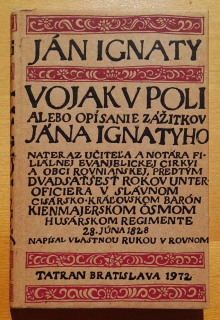 JÁN IGNATY
VOJAK V POLI
ALEBO OPÍSANIE ZÁŽITKOV
JÁNA IGNATYHO
NATERAZ UČITEĽA A NOTÁRA FI-
LIÁLNEJ EVANJELICKEJ CIRKVI
A OBCI ROVNIANSKEJ, PREDTÝM
DVADSAŤŠESŤ ROKOV UNTER-
OFICIERA V SLÁVNOM
CISÁRSKO-KRÁĽOVSKOM BARÓN
KIENMAJERSKOM ÔSMOM
HUSÁRSKOM REGIMENTE
28. JÚNA 1828
NAPÍSAL VLASTNOU RUKOU V ROVNOM
TATRAN BRATISLAVA 1972